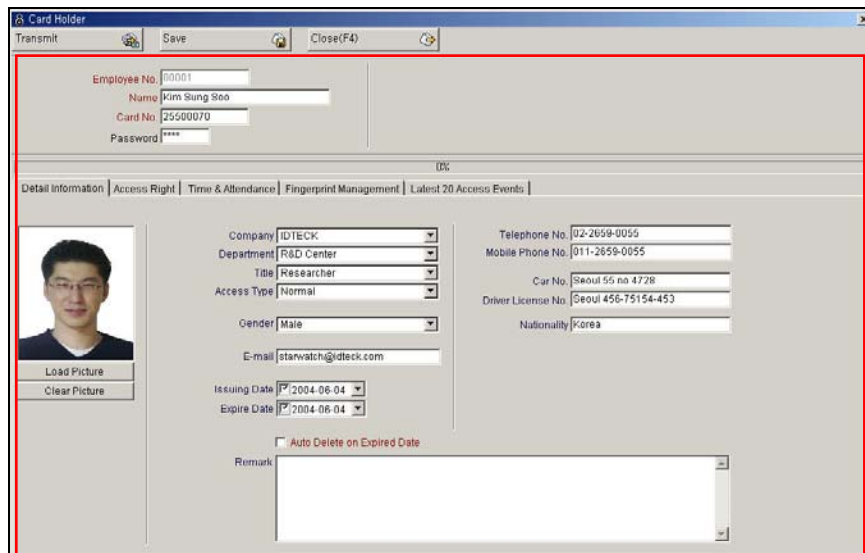 Card Holder
Transmit Save Close(F4)
Employee No. 00001
Name Kim Sung Soo
Card No. 25500070
Password ****
0%
Detail Information Access Right Time & Attendance Fingerprint Management Latest 20 Access Events
Company IDTECK
Department R&D Center
Title Researcher
Access Type Normal
Gender Male
E-mail starwatch@idteck.com
Issuing Date 2004-06-04
Expire Date 2004-06-04
Telephone No. 02-2659-0055
Mobile Phone No. 011-2659-0055
Car No. Seoul 55 no 4728
Driver License No. Seoul 456-75154-453
Nationality Korea
Load Picture
Clear Picture
Auto Delete on Expired Date
Remark